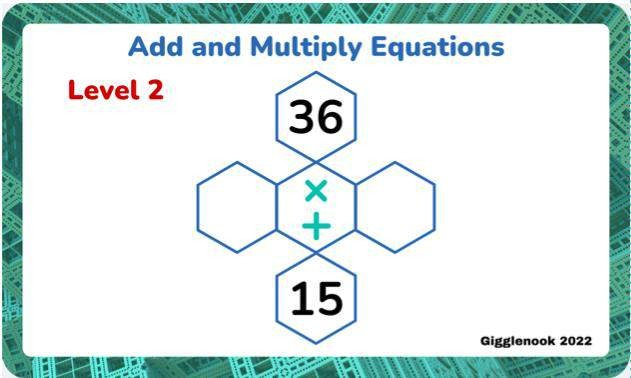 Add and Multiply Equations
Level 2
36
×
+
15
Gigglenook 2022